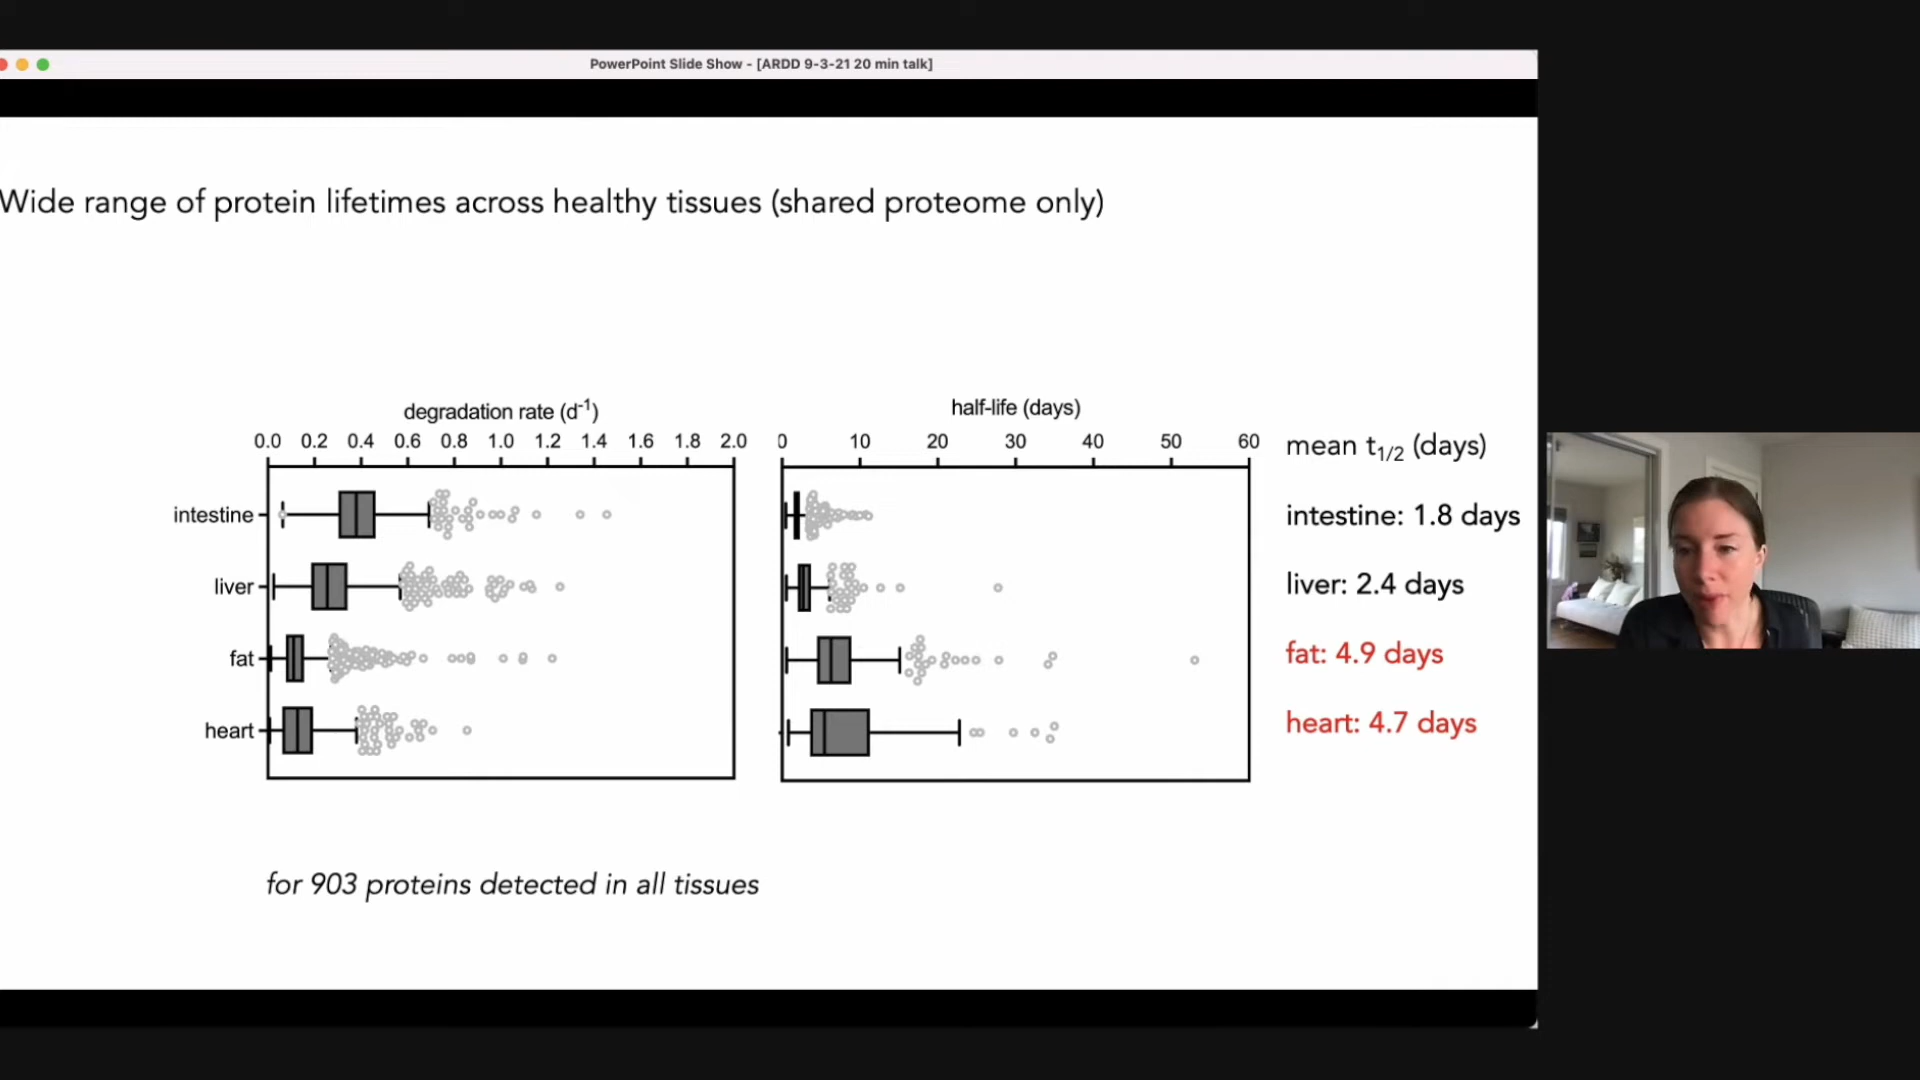 PowerPoint Slide Show - [ARDD 9-3-21 20 min talk]
Wide range of protein lifetimes across healthy tissues (shared proteome only)
degradation rate (d⁻¹)
0.0 0.2 0.4 0.6 0.8 1.0 1.2 1.4 1.6 1.8 2.0
intestine
liver
fat
heart
half-life (days)
0 10 20 30 40 50 60
mean t₁/₂ (days)
intestine: 1.8 days
liver: 2.4 days
fat: 4.9 days
heart: 4.7 days
for 903 proteins detected in all tissues